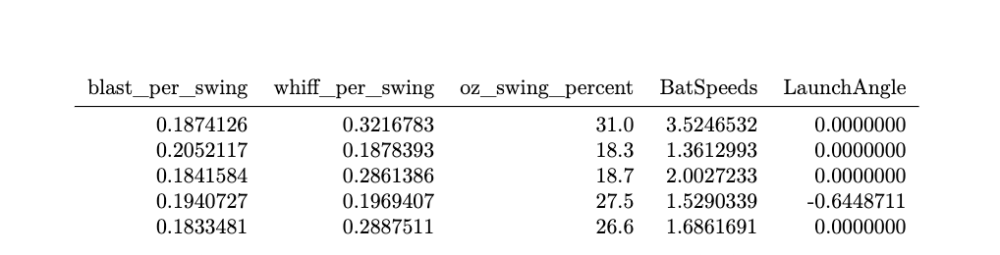 blast_per_swing whiff_per_swing oz_swing_percent BatSpeeds LaunchAngle
0.1874126 0.3216783 31.0 3.5246532 0.0000000
0.2052117 0.1878393 18.3 1.3612993 0.0000000
0.1841584 0.2861386 18.7 2.0027233 0.0000000
0.1940727 0.1969407 27.5 1.5290339 -0.6448711
0.1833481 0.2887511 26.6 1.6861691 0.0000000